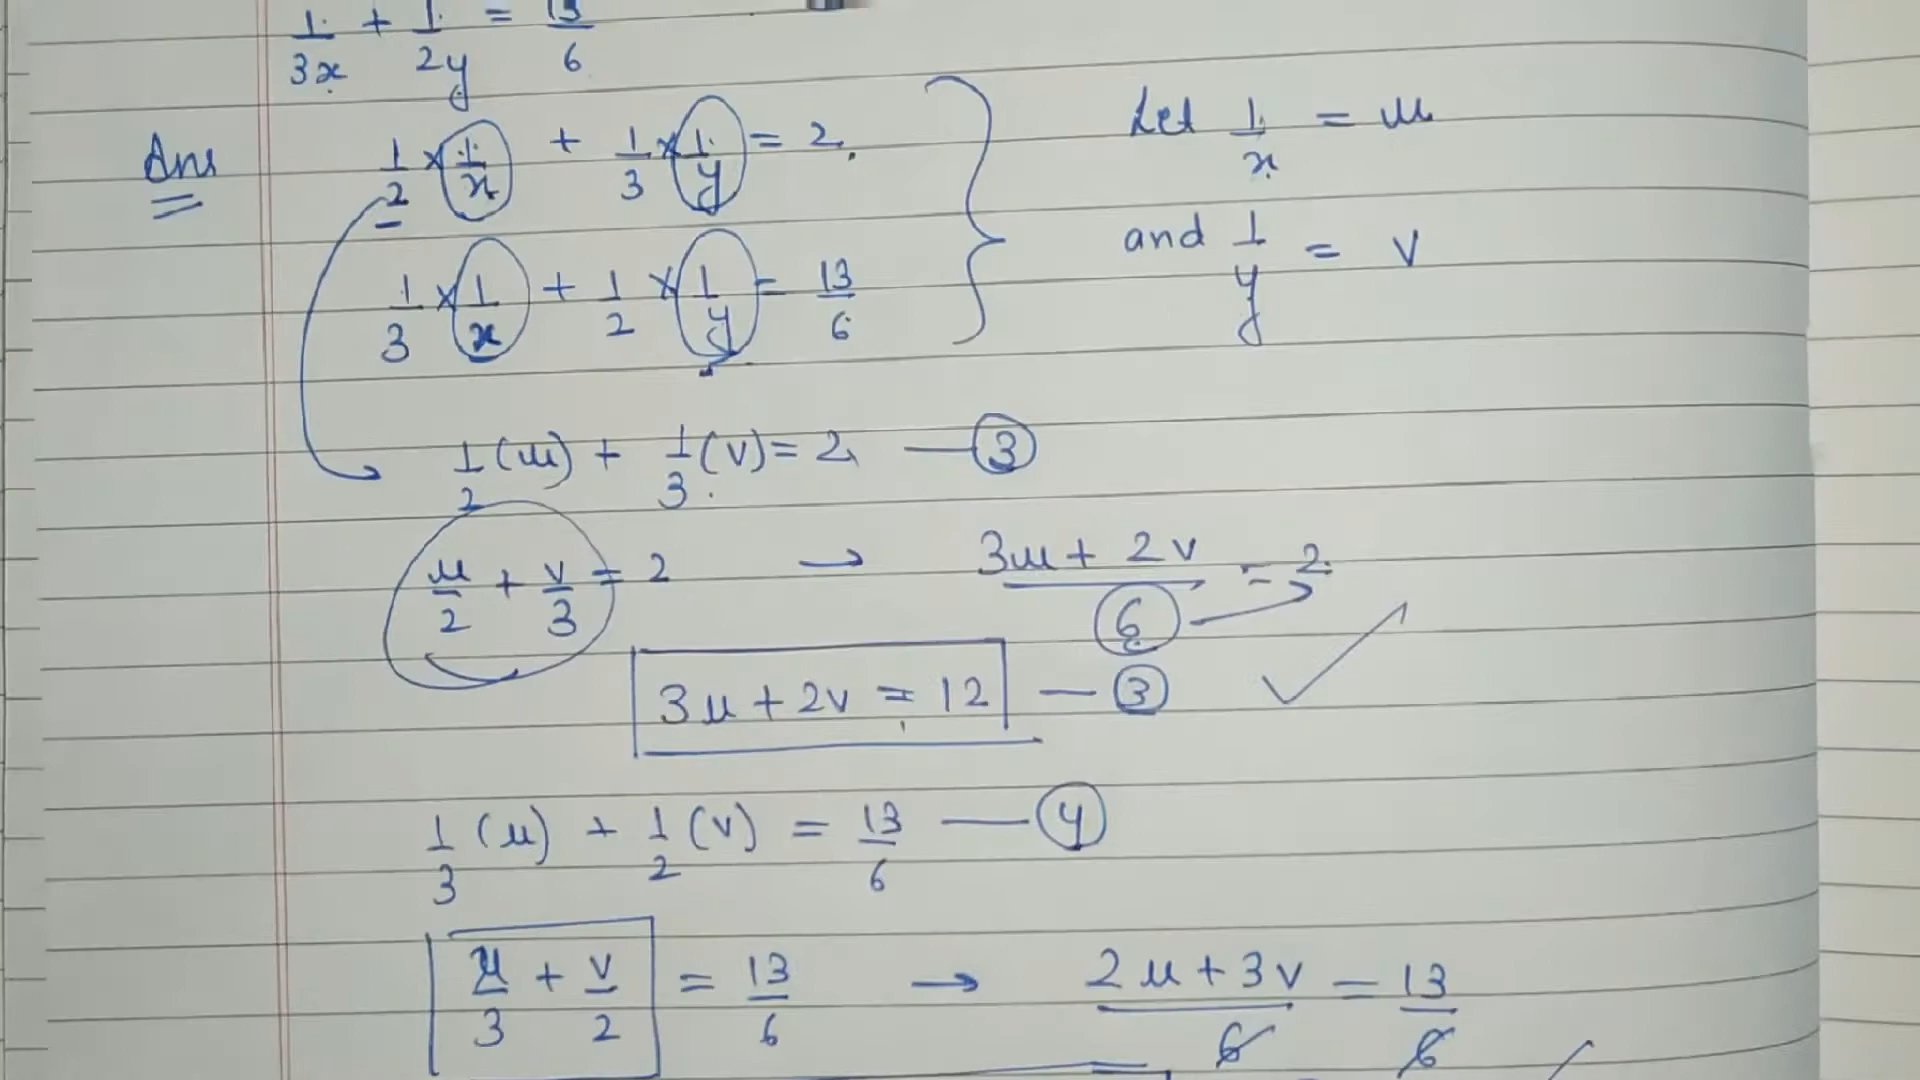 1/3x + 1/2y = 13/6
Ans 1/2 × 1/x + 1/3 × 1/y = 2. Let 1/x = u
1/3 × 1/x + 1/2 × 1/y = 13/6 and 1/y = v
1/2 (u) + 1/3 (v) = 2 — ③
u/2 + v/3 = 2 → (3u + 2v)/6 = 2
3u + 2v = 12 — ③
1/3 (u) + 1/2 (v) = 13/6 — ④
u/3 + v/2 = 13/6 → (2u + 3v)/6 = 13/6